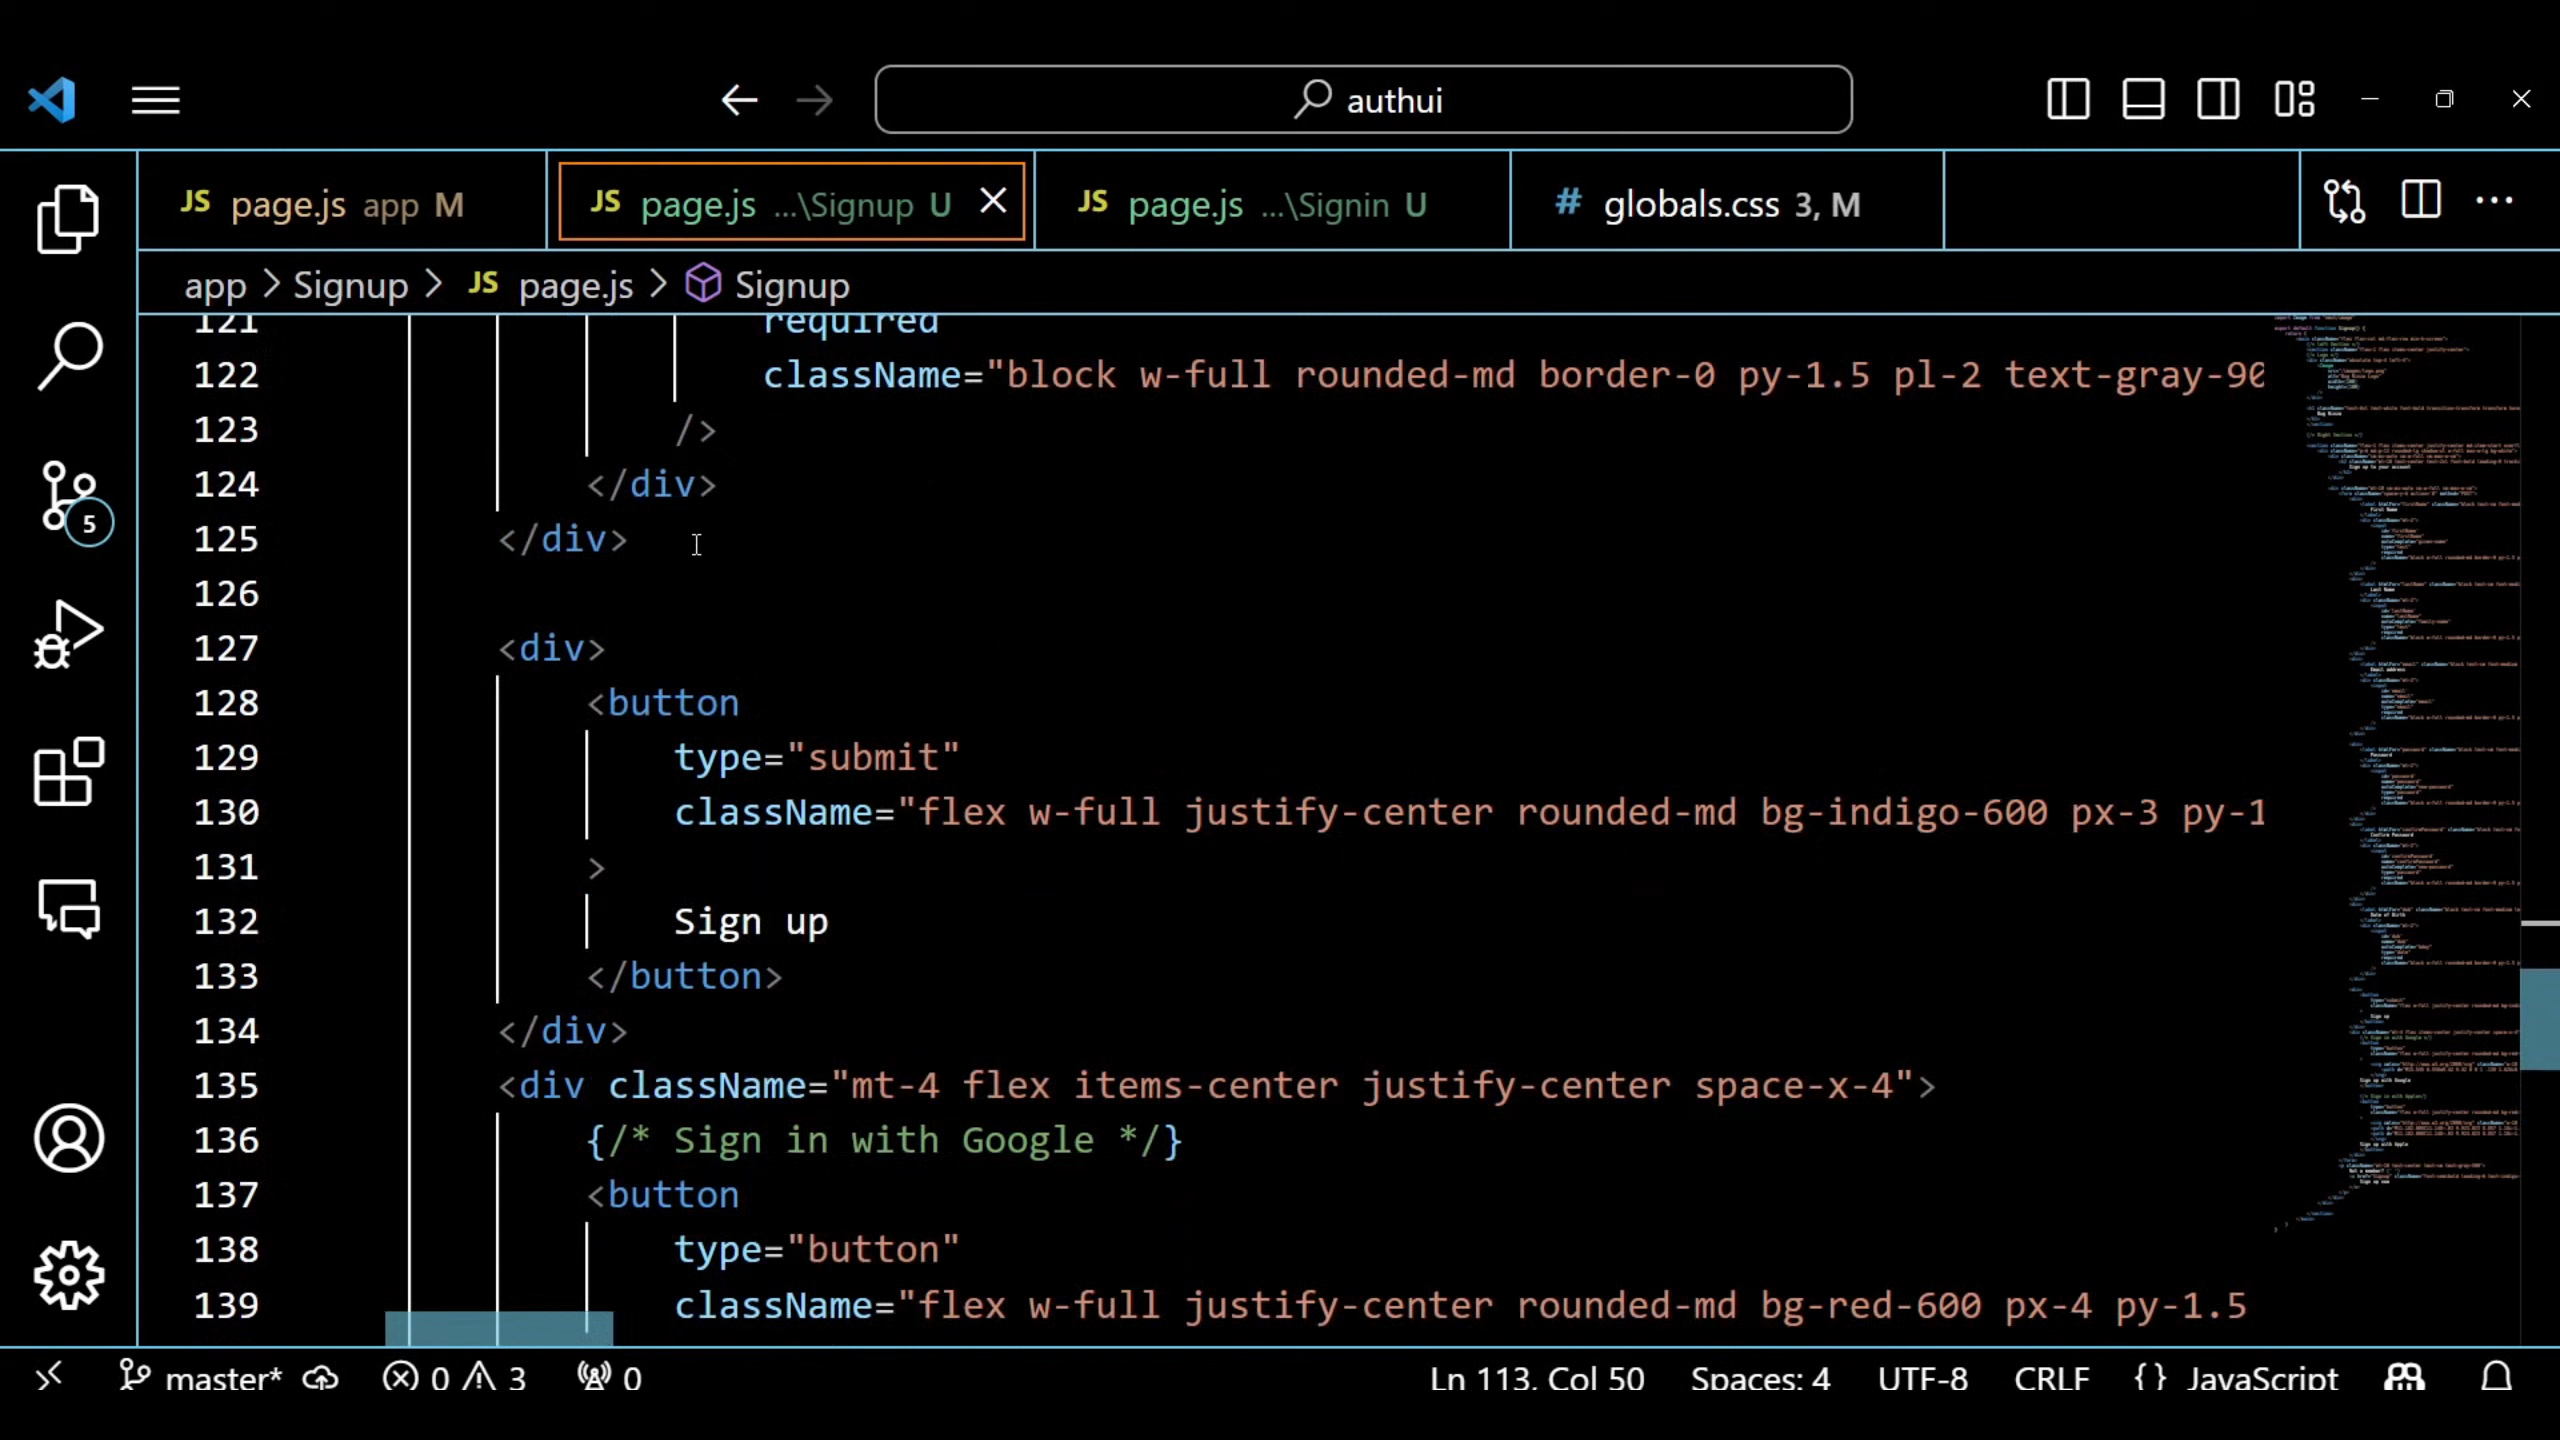 authui
JS page.js app M
JS page.js ...\Signup U
JS page.js ...\Signin U
# globals.css 3, M
app > Signup > JS page.js > Signup
121 required
122 className="block w-full rounded-md border-0 py-1.5 pl-2 text-gray-90
123 />
124 </div>
125 </div>
126
127 <div>
128 <button
129 type="submit"
130 className="flex w-full justify-center rounded-md bg-indigo-600 px-3 py-1
131 >
132 Sign up
133 </button>
134 </div>
135 <div className="mt-4 flex items-center justify-center space-x-4">
136 {/* Sign in with Google */}
137 <button
138 type="button"
139 className="flex w-full justify-center rounded-md bg-red-600 px-4 py-1.5
5
master* 0 3 0 Ln 113, Col 50 Spaces: 4 UTF-8 CRLF {} JavaScript